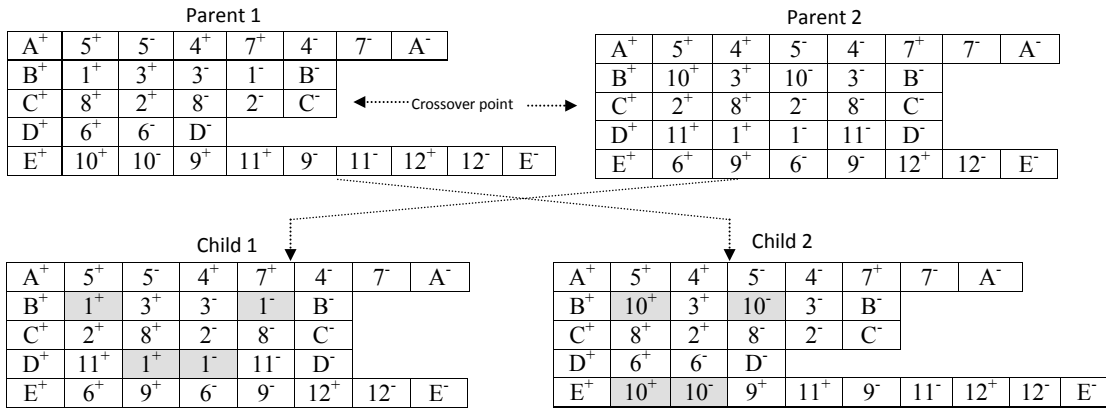 Parent 1
A⁺ 5⁺ 5⁻ 4⁺ 7⁺ 4⁻ 7⁻ A⁻
B⁺ 1⁺ 3⁺ 3⁻ 1⁻ B⁻
C⁺ 8⁺ 2⁺ 8⁻ 2⁻ C⁻
D⁺ 6⁺ 6⁻ D⁻
E⁺ 10⁺ 10⁻ 9⁺ 11⁺ 9⁻ 11⁻ 12⁺ 12⁻ E⁻
Crossover point
Parent 2
A⁺ 5⁺ 4⁺ 5⁻ 4⁻ 7⁺ 7⁻ A⁻
B⁺ 10⁺ 3⁺ 10⁻ 3⁻ B⁻
C⁺ 2⁺ 8⁺ 2⁻ 8⁻ C⁻
D⁺ 11⁺ 1⁺ 1⁻ 11⁻ D⁻
E⁺ 6⁺ 9⁺ 6⁻ 9⁻ 12⁺ 12⁻ E⁻
Child 1
A⁺ 5⁺ 5⁻ 4⁺ 7⁺ 4⁻ 7⁻ A⁻
B⁺ 1⁺ 3⁺ 3⁻ 1⁻ B⁻
C⁺ 2⁺ 8⁺ 2⁻ 8⁻ C⁻
D⁺ 11⁺ 1⁺ 1⁻ 11⁻ D⁻
E⁺ 6⁺ 9⁺ 6⁻ 9⁻ 12⁺ 12⁻ E⁻
Child 2
A⁺ 5⁺ 4⁺ 5⁻ 4⁻ 7⁺ 7⁻ A⁻
B⁺ 10⁺ 3⁺ 10⁻ 3⁻ B⁻
C⁺ 8⁺ 2⁺ 8⁻ 2⁻ C⁻
D⁺ 6⁺ 6⁻ D⁻
E⁺ 10⁺ 10⁻ 9⁺ 11⁺ 9⁻ 11⁻ 12⁺ 12⁻ E⁻